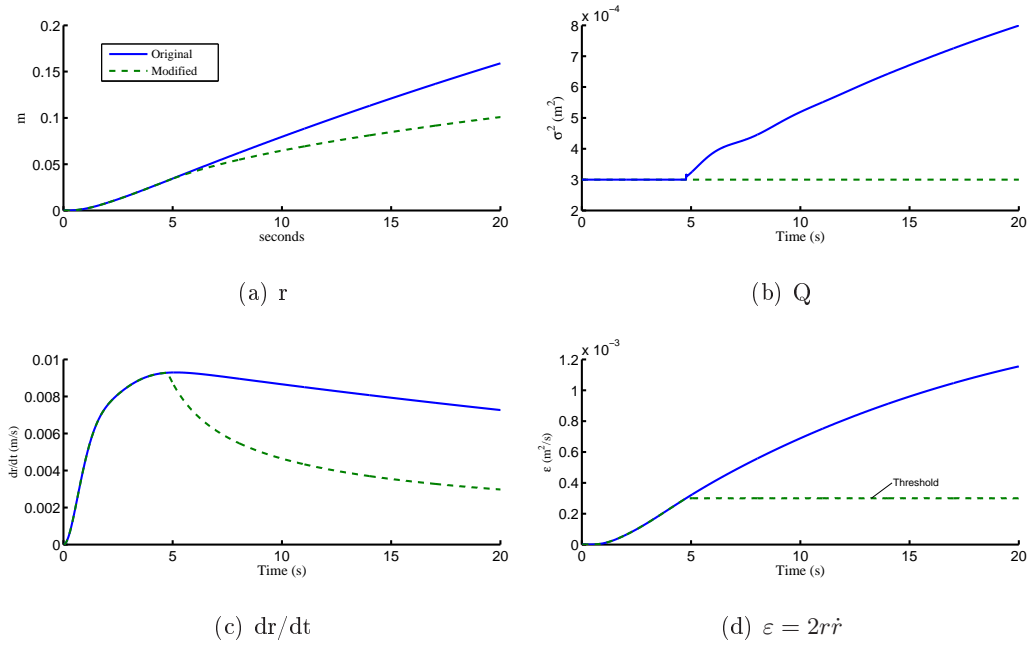 0.2
0.15
0.1
0.05
0
m
Original
Modified
0 5 10 15 20
seconds
(a) r
x 10⁻⁴
8
7
6
5
4
3
2
σ² (m²)
0 5 10 15 20
Time (s)
(b) Q
0.01
0.008
0.006
0.004
0.002
0
dr/dt (m/s)
0 5 10 15 20
Time (s)
(c) dr/dt
x 10⁻³
1.2
1
0.8
0.6
0.4
0.2
0
ε (m²/s)
Threshold
0 5 10 15 20
Time (s)
(d) ε = 2rṙ